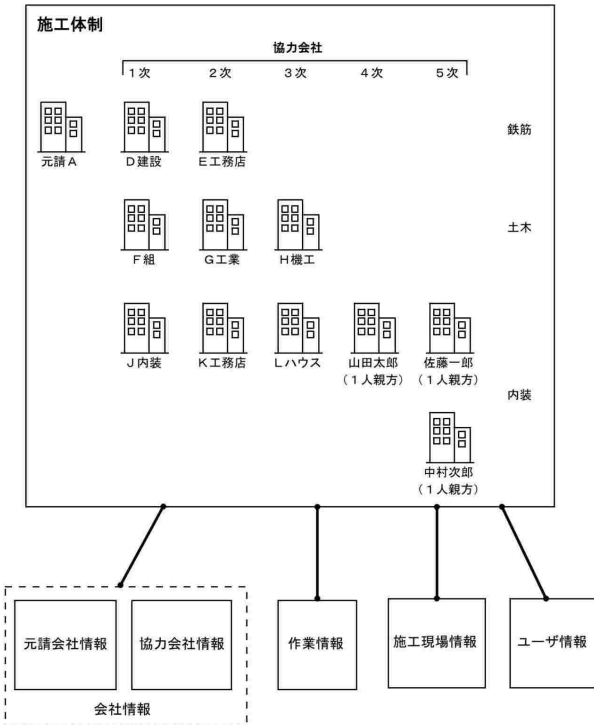 施工体制
協力会社
1次 2次 3次 4次 5次
元請A D建設 E工務店 鉄筋
F組 G工業 H機工 土木
J内装 K工務店 Lハウス 山田太郎 佐藤一郎
(1人親方) (1人親方)
内装
中村次郎
(1人親方)
元請会社情報 協力会社情報 作業情報 施工現場情報 ユーザ情報
会社情報